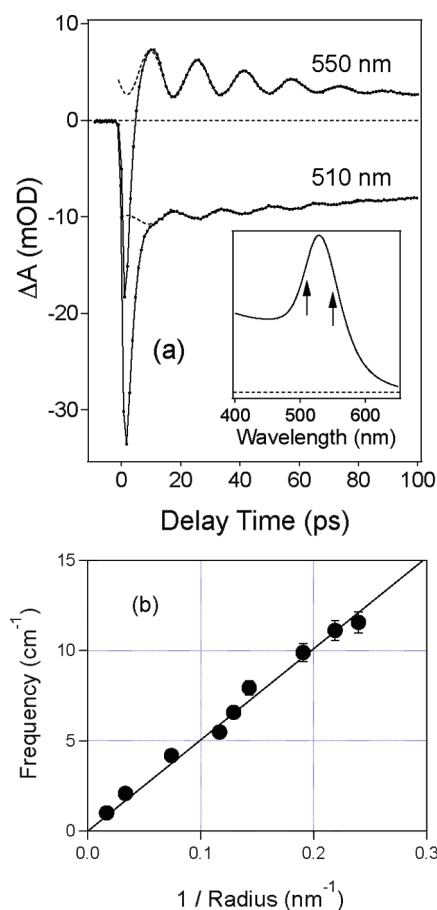 10
550 nm
0
510 nm
-10
ΔA (mOD)
-20
(a)
-30
400 500 600
Wavelength (nm)
0 20 40 60 80 100
Delay Time (ps)
15
(b)
10
Frequency (cm-1)
5
0
0.0 0.1 0.2 0.3
1 / Radius (nm-1)